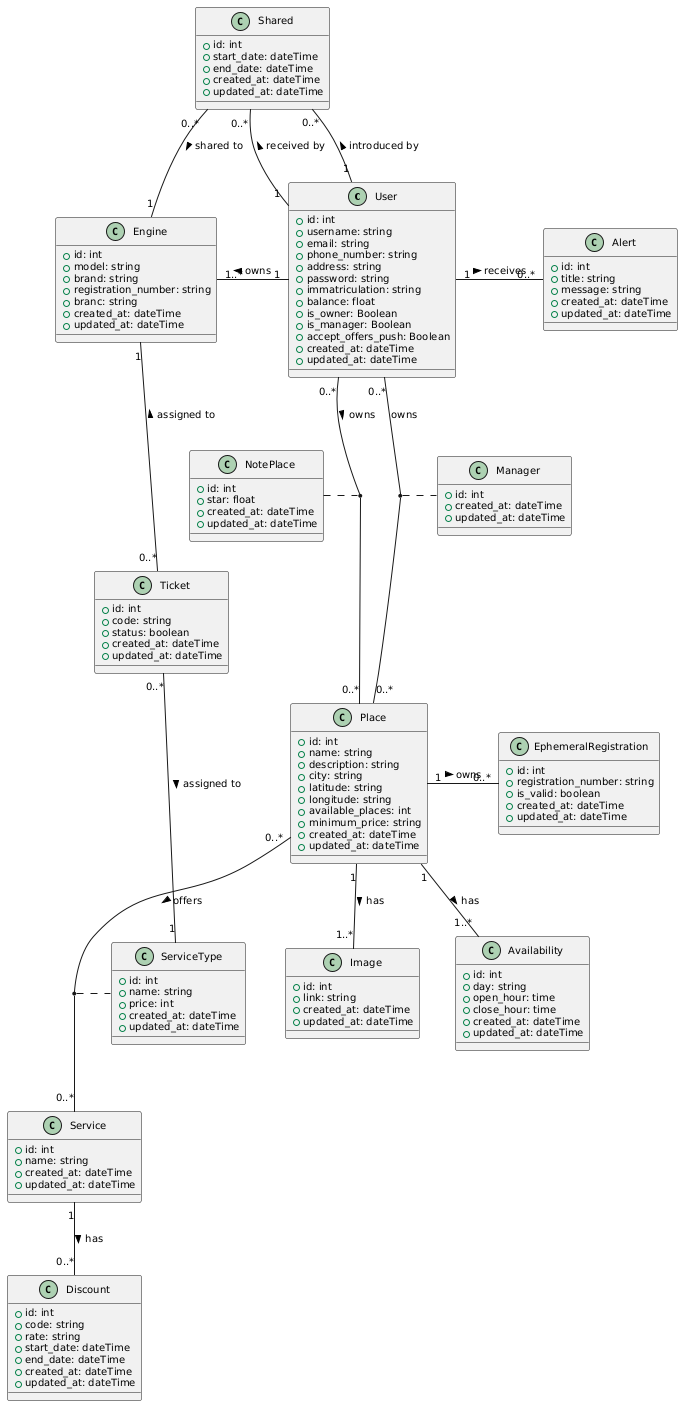 C Shared
id: int
start_date: dateTime
end_date: dateTime
created_at: dateTime
updated_at: dateTime
0..*
0..*
0..*
shared to
received by
introduced by
1
1
1
C Engine
id: int
model: string
brand: string
registration_number: string
branc: string
created_at: dateTime
updated_at: dateTime
1..*
owns
1
C User
id: int
username: string
email: string
phone_number: string
address: string
password: string
immatriculation: string
balance: float
is_owner: Boolean
is_manager: Boolean
accept_offers_push: Boolean
created_at: dateTime
updated_at: dateTime
1
receives
0..*
C Alert
id: int
title: string
message: string
created_at: dateTime
updated_at: dateTime
1
assigned to
0..*
0..*
owns
0..*
owns
C NotePlace
id: int
star: float
created_at: dateTime
updated_at: dateTime
C Manager
id: int
created_at: dateTime
updated_at: dateTime
C Ticket
id: int
code: string
status: boolean
created_at: dateTime
updated_at: dateTime
0..*
assigned to
1
0..*
0..*
C Place
id: int
name: string
description: string
city: string
latitude: string
longitude: string
available_places: int
minimum_price: string
created_at: dateTime
updated_at: dateTime
1
owns
0..*
C EphemeralRegistration
id: int
registration_number: string
is_valid: boolean
created_at: dateTime
updated_at: dateTime
0..*
offers
1
has
1..*
1
has
1..*
C ServiceType
id: int
name: string
price: int
created_at: dateTime
updated_at: dateTime
C Image
id: int
link: string
created_at: dateTime
updated_at: dateTime
C Availability
id: int
day: string
open_hour: time
close_hour: time
created_at: dateTime
updated_at: dateTime
0..*
C Service
id: int
name: string
created_at: dateTime
updated_at: dateTime
1
has
0..*
C Discount
id: int
code: string
rate: string
start_date: dateTime
end_date: dateTime
created_at: dateTime
updated_at: dateTime